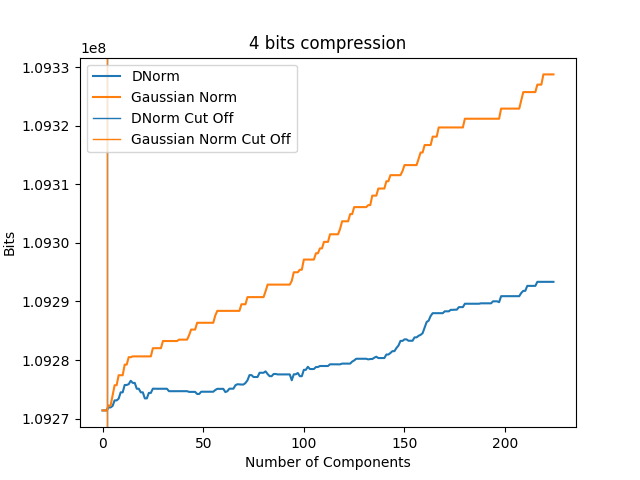 4 bits compression
1e8
DNorm
Gaussian Norm
DNorm Cut Off
Gaussian Norm Cut Off
1.0933
1.0932
1.0931
1.0930
1.0929
1.0928
1.0927
Bits
0 50 100 150 200
Number of Components